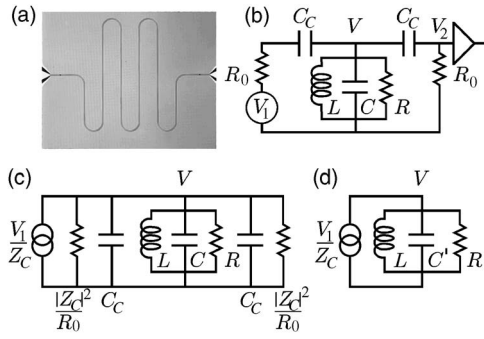 (a)
(b)
C_C
V
C_C
V_2
R_0
V_1
L
C
R
R_0
(c)
V
(d)
V
V_1/Z_C
L
C
R
V_1/Z_C
L
C'
R
|Z_C|^2/R_0
C_C
C_C
|Z_C|^2/R_0